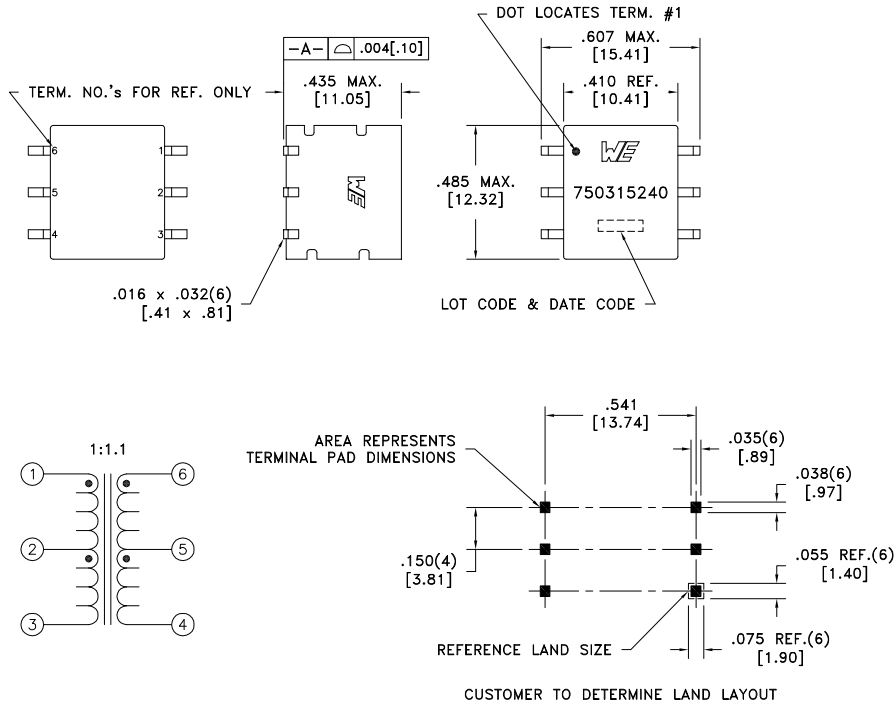 DOT LOCATES TERM. #1
-A- .004[.10]
.607 MAX.
[15.41]
TERM. NO.'s FOR REF. ONLY
.435 MAX.
[11.05]
.410 REF.
[10.41]
6
1
5
2
4
3
WE
.485 MAX.
[12.32]
WE
750315240
.016 x .032(6)
[.41 x .81]
LOT CODE & DATE CODE
1:1.1
1
6
2
5
3
4
.541
[13.74]
AREA REPRESENTS
TERMINAL PAD DIMENSIONS
.035(6)
[.89]
.038(6)
[.97]
.150(4)
[3.81]
.055 REF.(6)
[1.40]
REFERENCE LAND SIZE
.075 REF.(6)
[1.90]
CUSTOMER TO DETERMINE LAND LAYOUT